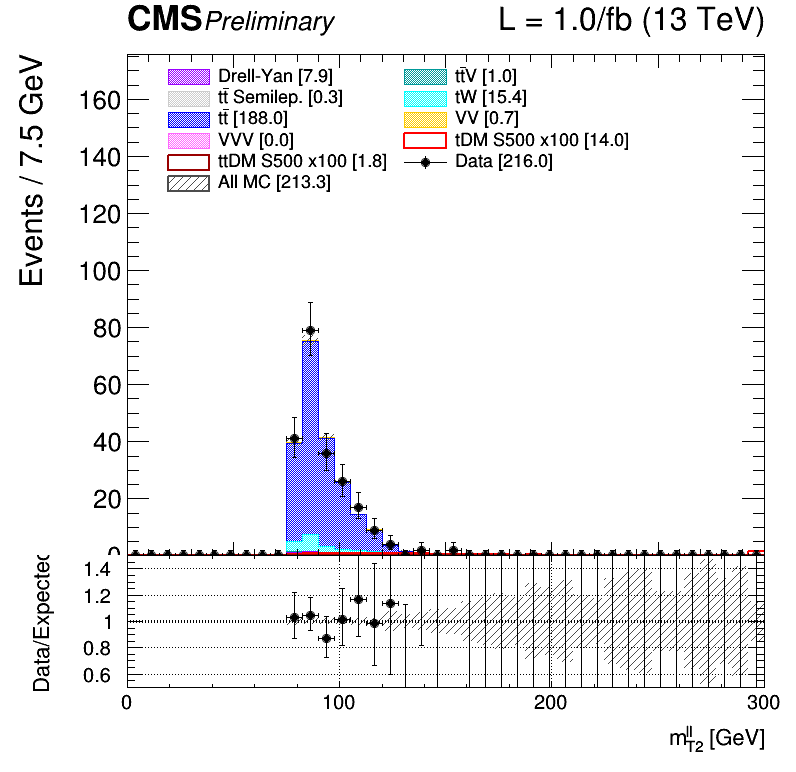 CMS Preliminary L = 1.0/fb (13 TeV)
Events / 7.5 GeV
Drell-Yan [7.9] tt̄V [1.0]
tt̄ Semilep. [0.3] tW [15.4]
tt̄ [188.0] VV [0.7]
VVV [0.0] tDM S500 x100 [14.0]
ttDM S500 x100 [1.8] Data [216.0]
All MC [213.3]
160
140
120
100
80
60
40
20
0
Data/Expected
1.4
1.2
1
0.8
0.6
0 100 200 300
m^ll_T2 [GeV]